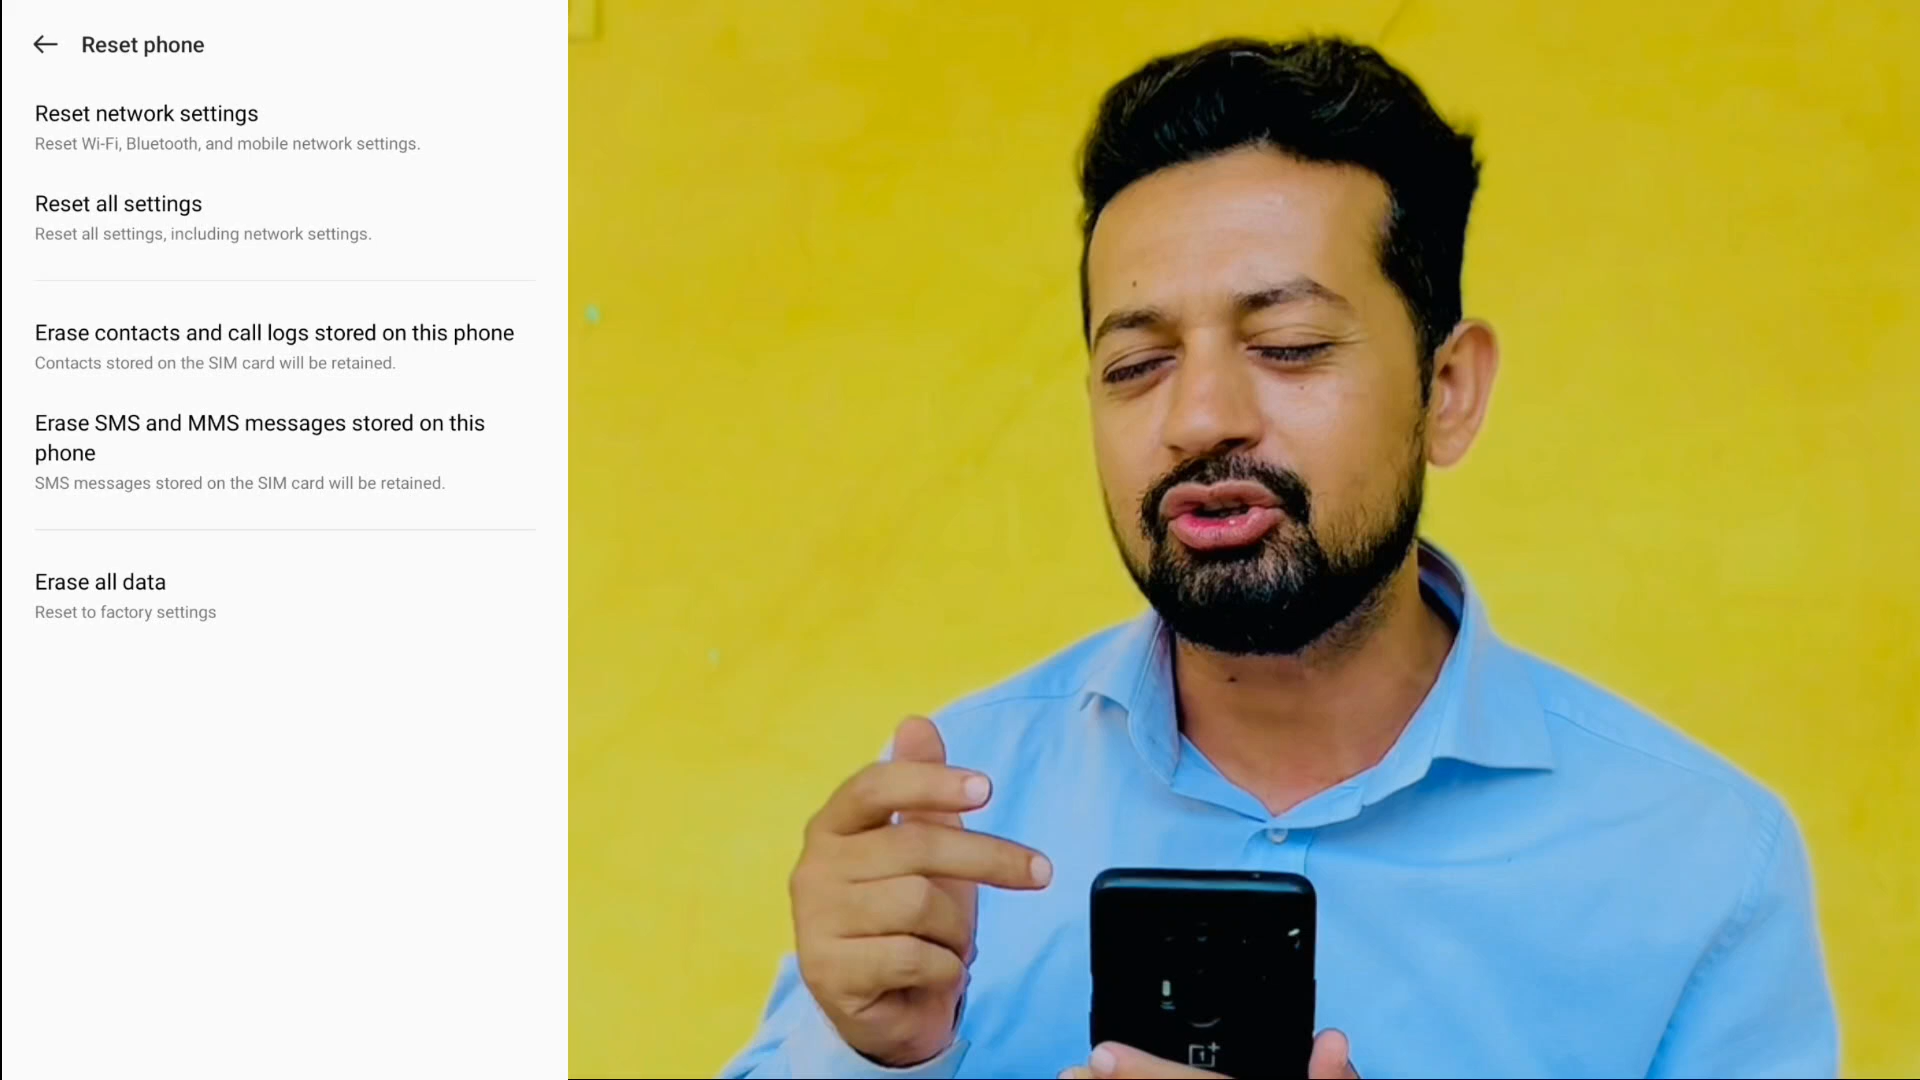 Reset phone
Reset network settings
Reset Wi-Fi, Bluetooth, and mobile network settings.
Reset all settings
Reset all settings, including network settings.
Erase contacts and call logs stored on this phone
Contacts stored on the SIM card will be retained.
Erase SMS and MMS messages stored on this
phone
SMS messages stored on the SIM card will be retained.
Erase all data
Reset to factory settings